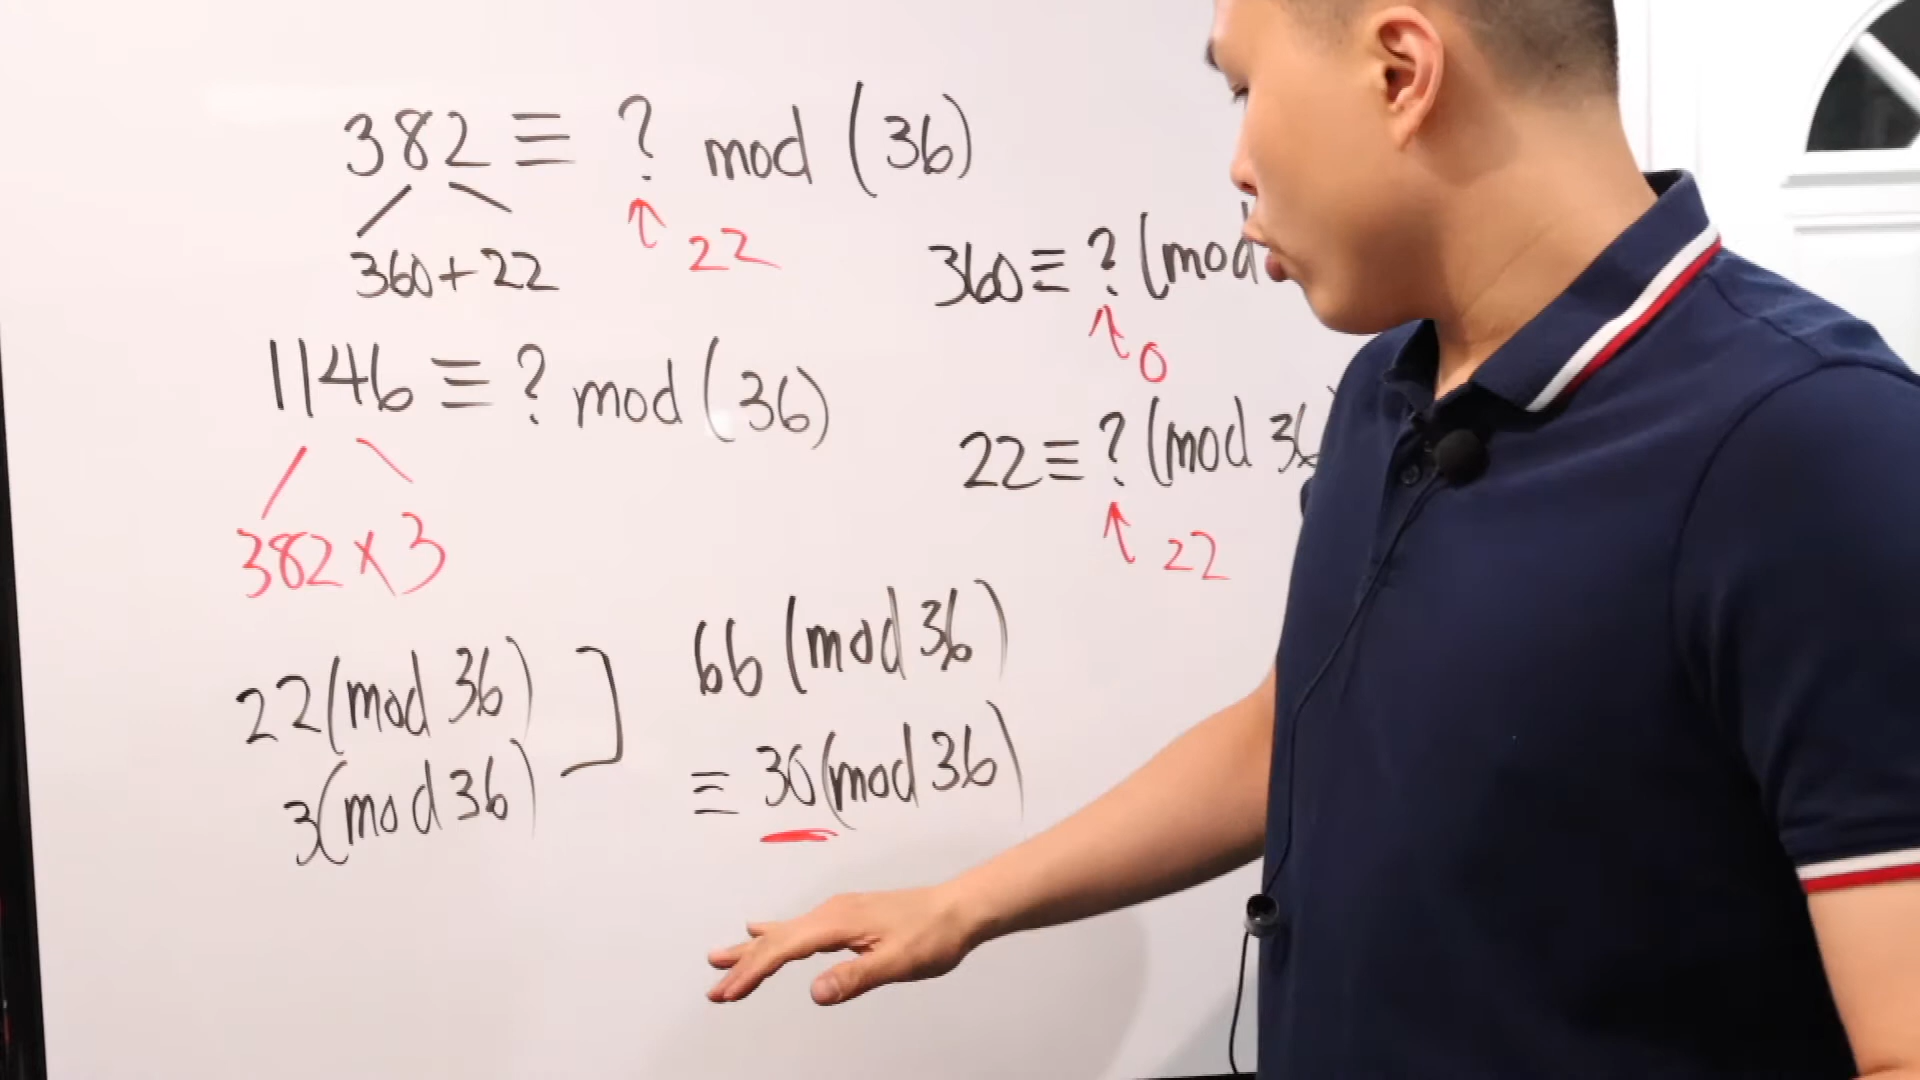 382 ≡ ? mod (36)
22
360+22
1146 ≡ ? mod (36)
382 × 3
22 (mod 36)
3 (mod 36)
66 (mod 36)
≡ 30 (mod 36)
360 ≡ ? (mod
0
22 ≡ ? (mod 36
22